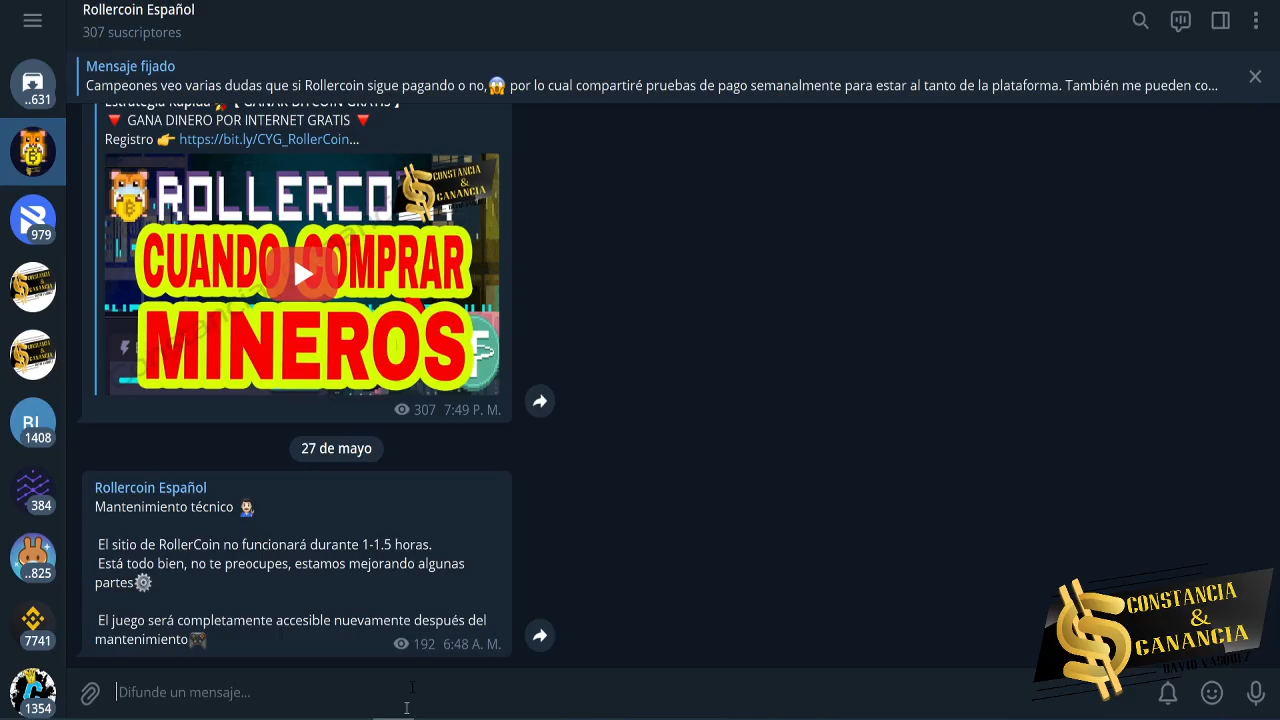 Rollercoin Español
307 suscriptores
Mensaje fijado
Campeones veo varias dudas que si Rollercoin sigue pagando o no,😱 por lo cual compartiré pruebas de pago semanalmente para estar al tanto de la plataforma. También me pueden co...
Estrategia Rápida 🚀 【 GANAR BITCOIN GRATIS 】
🔻 GANA DINERO POR INTERNET GRATIS 🔻
Registro 👉 https://bit.ly/CYG_RollerCoin...
ROLLERCO
CONSTANCIA
&
GANANCIA
CUANDO COMPRAR
MINEROS
307 7:49 P. M.
27 de mayo
Rollercoin Español
Mantenimiento técnico 👨🏻‍🔧
El sitio de RollerCoin no funcionará durante 1-1.5 horas.
Está todo bien, no te preocupes, estamos mejorando algunas
partes⚙️
El juego será completamente accesible nuevamente después del
mantenimiento🎮
192 6:48 A. M.
Difunde un mensaje...
..631
979
1408
384
..825
7741
1354
CONSTANCIA
&
GANANCIA
DAVID VASQUEZ